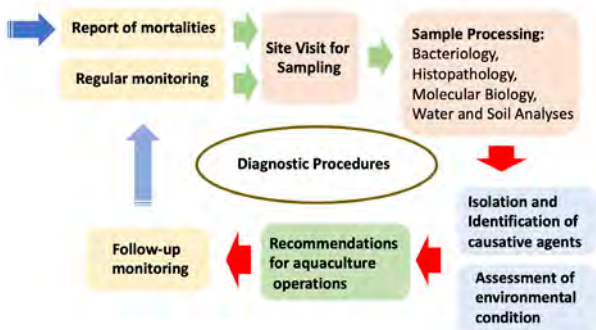 Report of mortalities
Regular monitoring
Site Visit for
Sampling
Sample Processing:
Bacteriology,
Histopathology,
Molecular Biology,
Water and Soil Analyses
Diagnostic Procedures
Isolation and
Identification of
causative agents
Assessment of
environmental
condition
Recommendations
for aquaculture
operations
Follow-up
monitoring